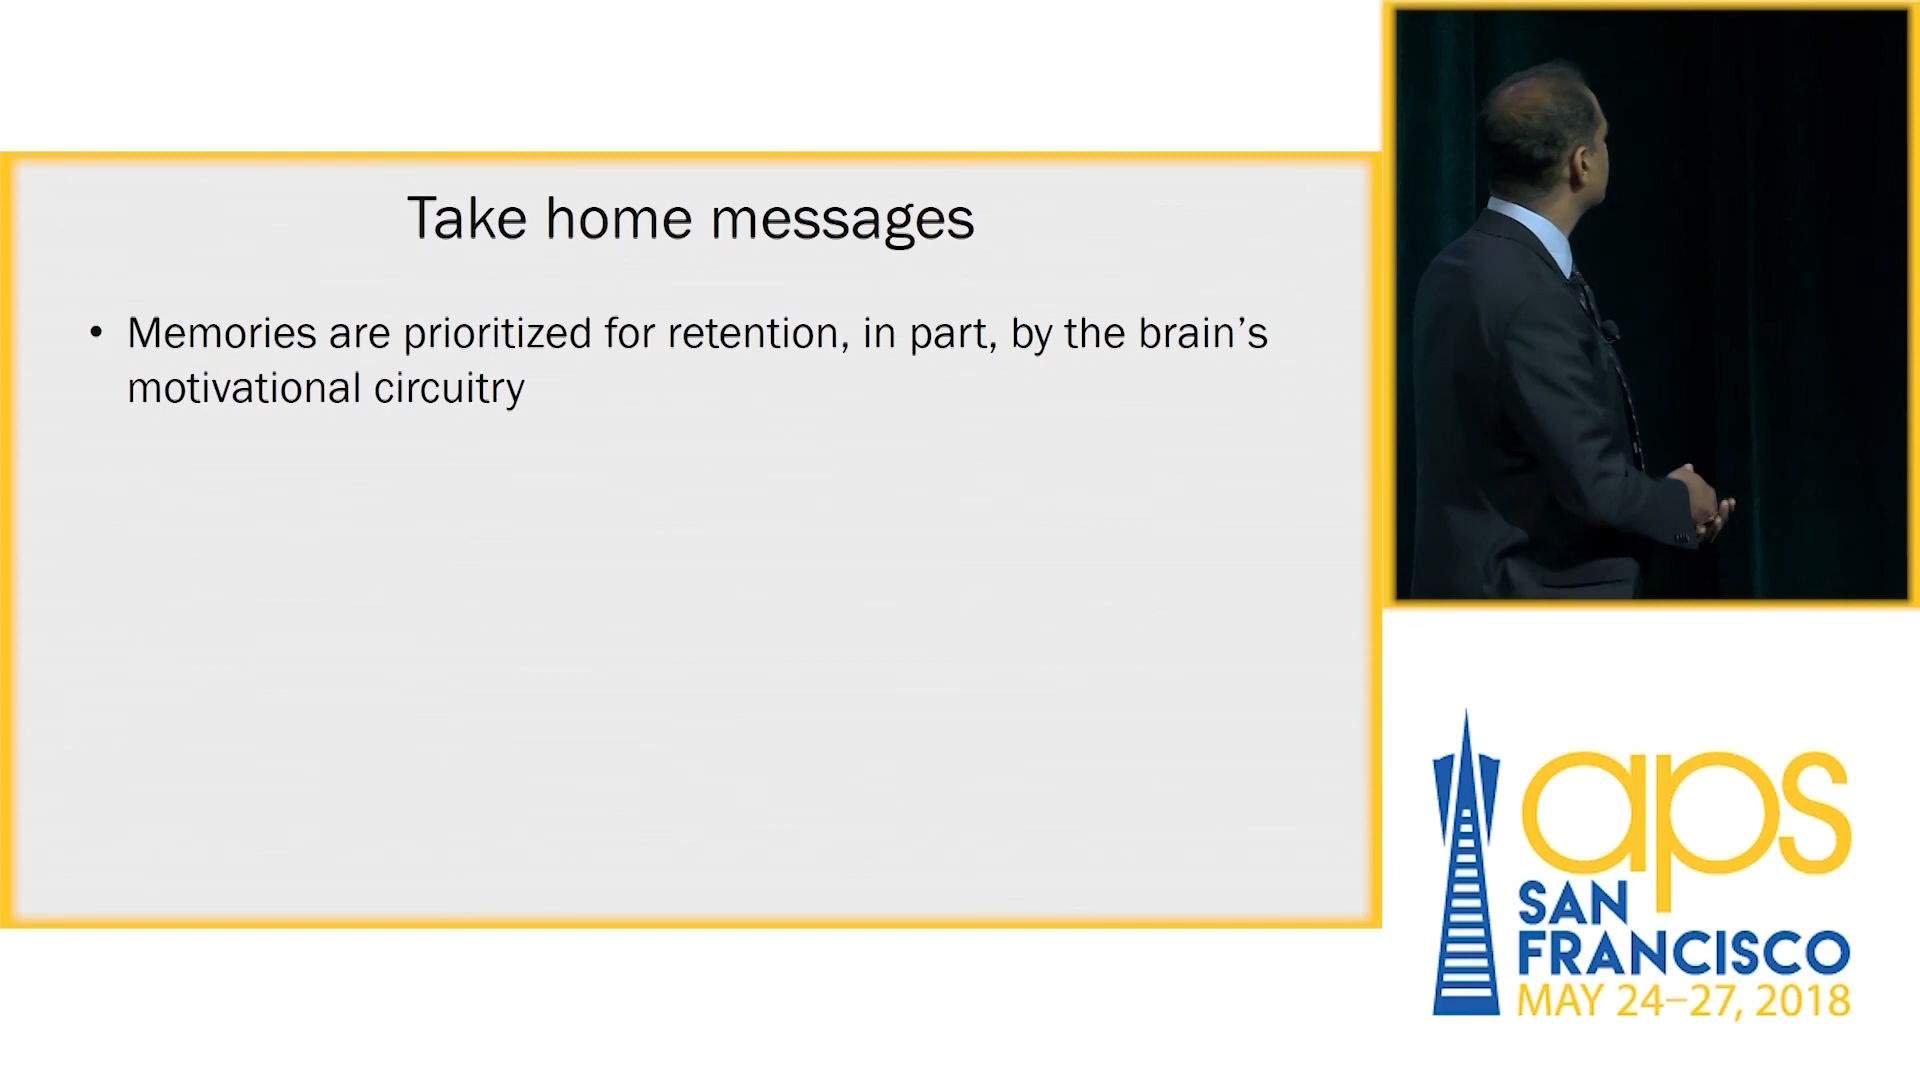 Take home messages
• Memories are prioritized for retention, in part, by the brain’s
motivational circuitry
aps
SAN
FRANCISCO
MAY 24–27, 2018